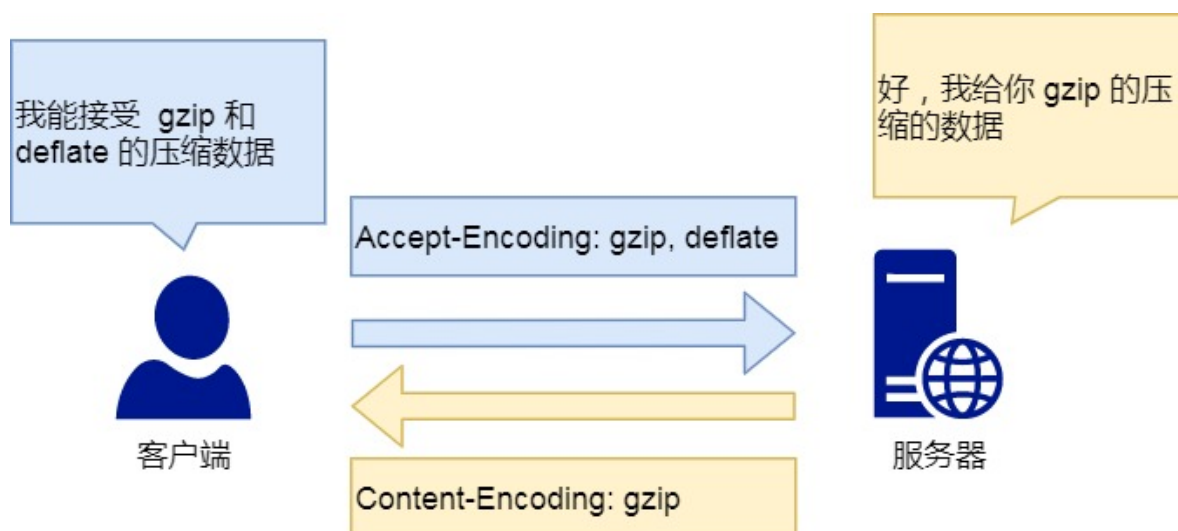 我能接受 gzip 和
deflate 的压缩数据
好，我给你 gzip 的压
缩的数据
Accept-Encoding: gzip, deflate
客户端
服务器
Content-Encoding: gzip